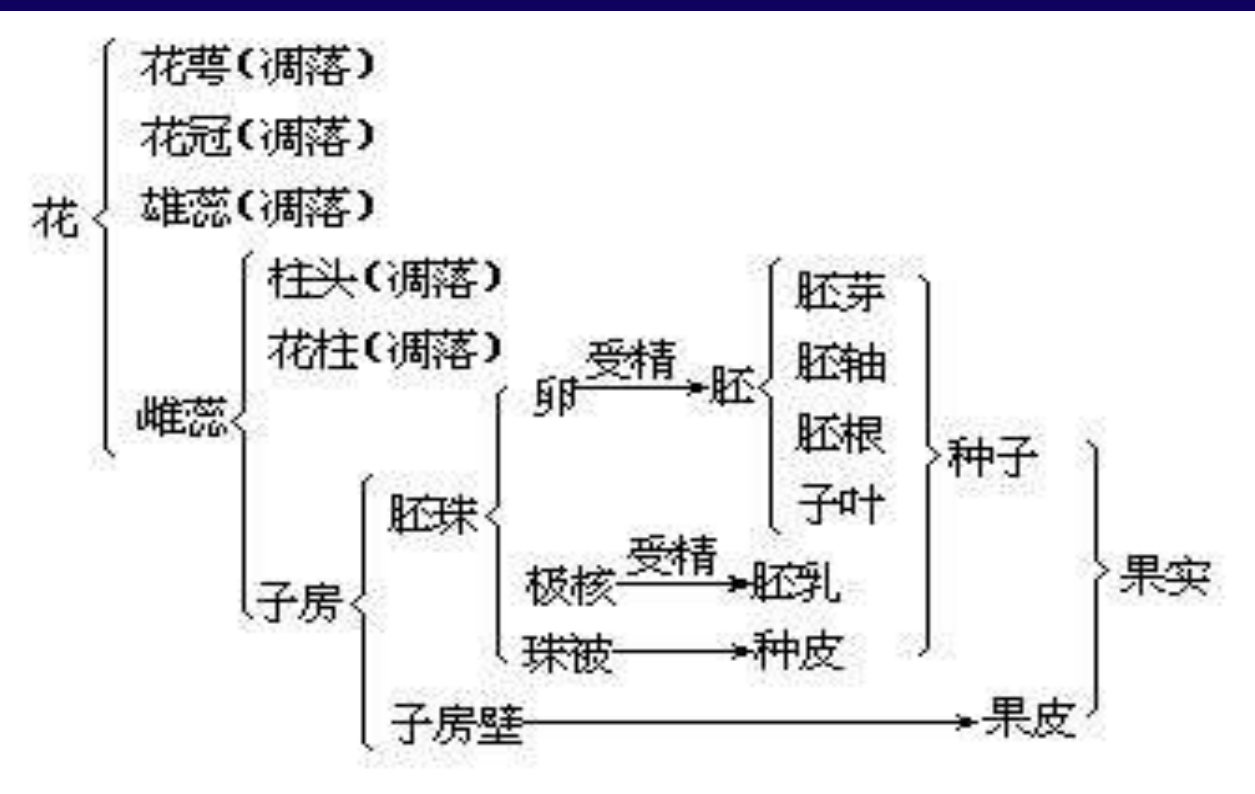 花萼(凋落)
花冠(凋落)
花
雄蕊(凋落)
柱头(凋落)
花柱(凋落)
雌蕊
子房
胚珠
卵 受精 胚
胚芽
胚轴
胚根
子叶
极核 受精 胚乳
珠被 种皮
种子
子房壁 果皮
果实